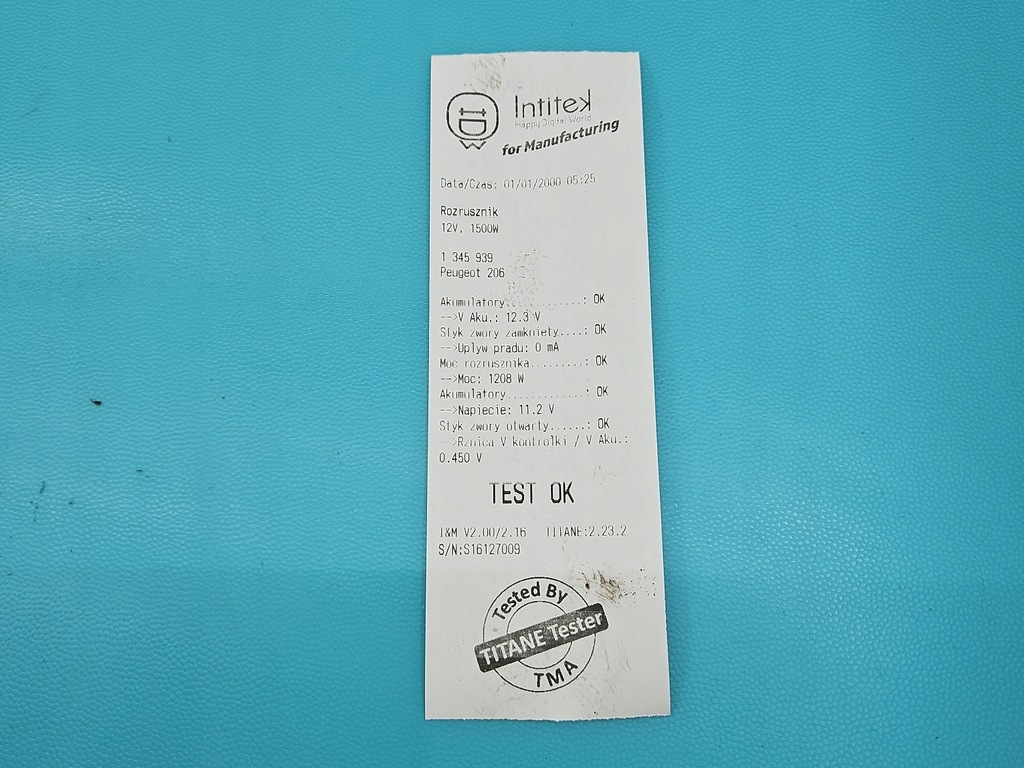 Intitek
Happy Digital World
for Manufacturing
Data/Czas: 01/01/2000 05:25
Rozrusznik
12V, 1500W
1 345 939
Peugeot 206
Akumulatory............: OK
-->V Aku.: 12.3 V
Styk zwory zamkniety....: OK
-->Uplyw pradu: 0 mA
Moc rozrusznika.........: OK
-->Moc: 1208 W
Akumulatory............: OK
-->Napiecie: 11.2 V
Styk zwory otwarty......: OK
-->Rznica V kontrolki / V Aku.:
0.450 V
TEST OK
I&M V2.00/2.16 TITANE:2.23.2
S/N:S16127009
Tested By
TITANE Tester
TMA